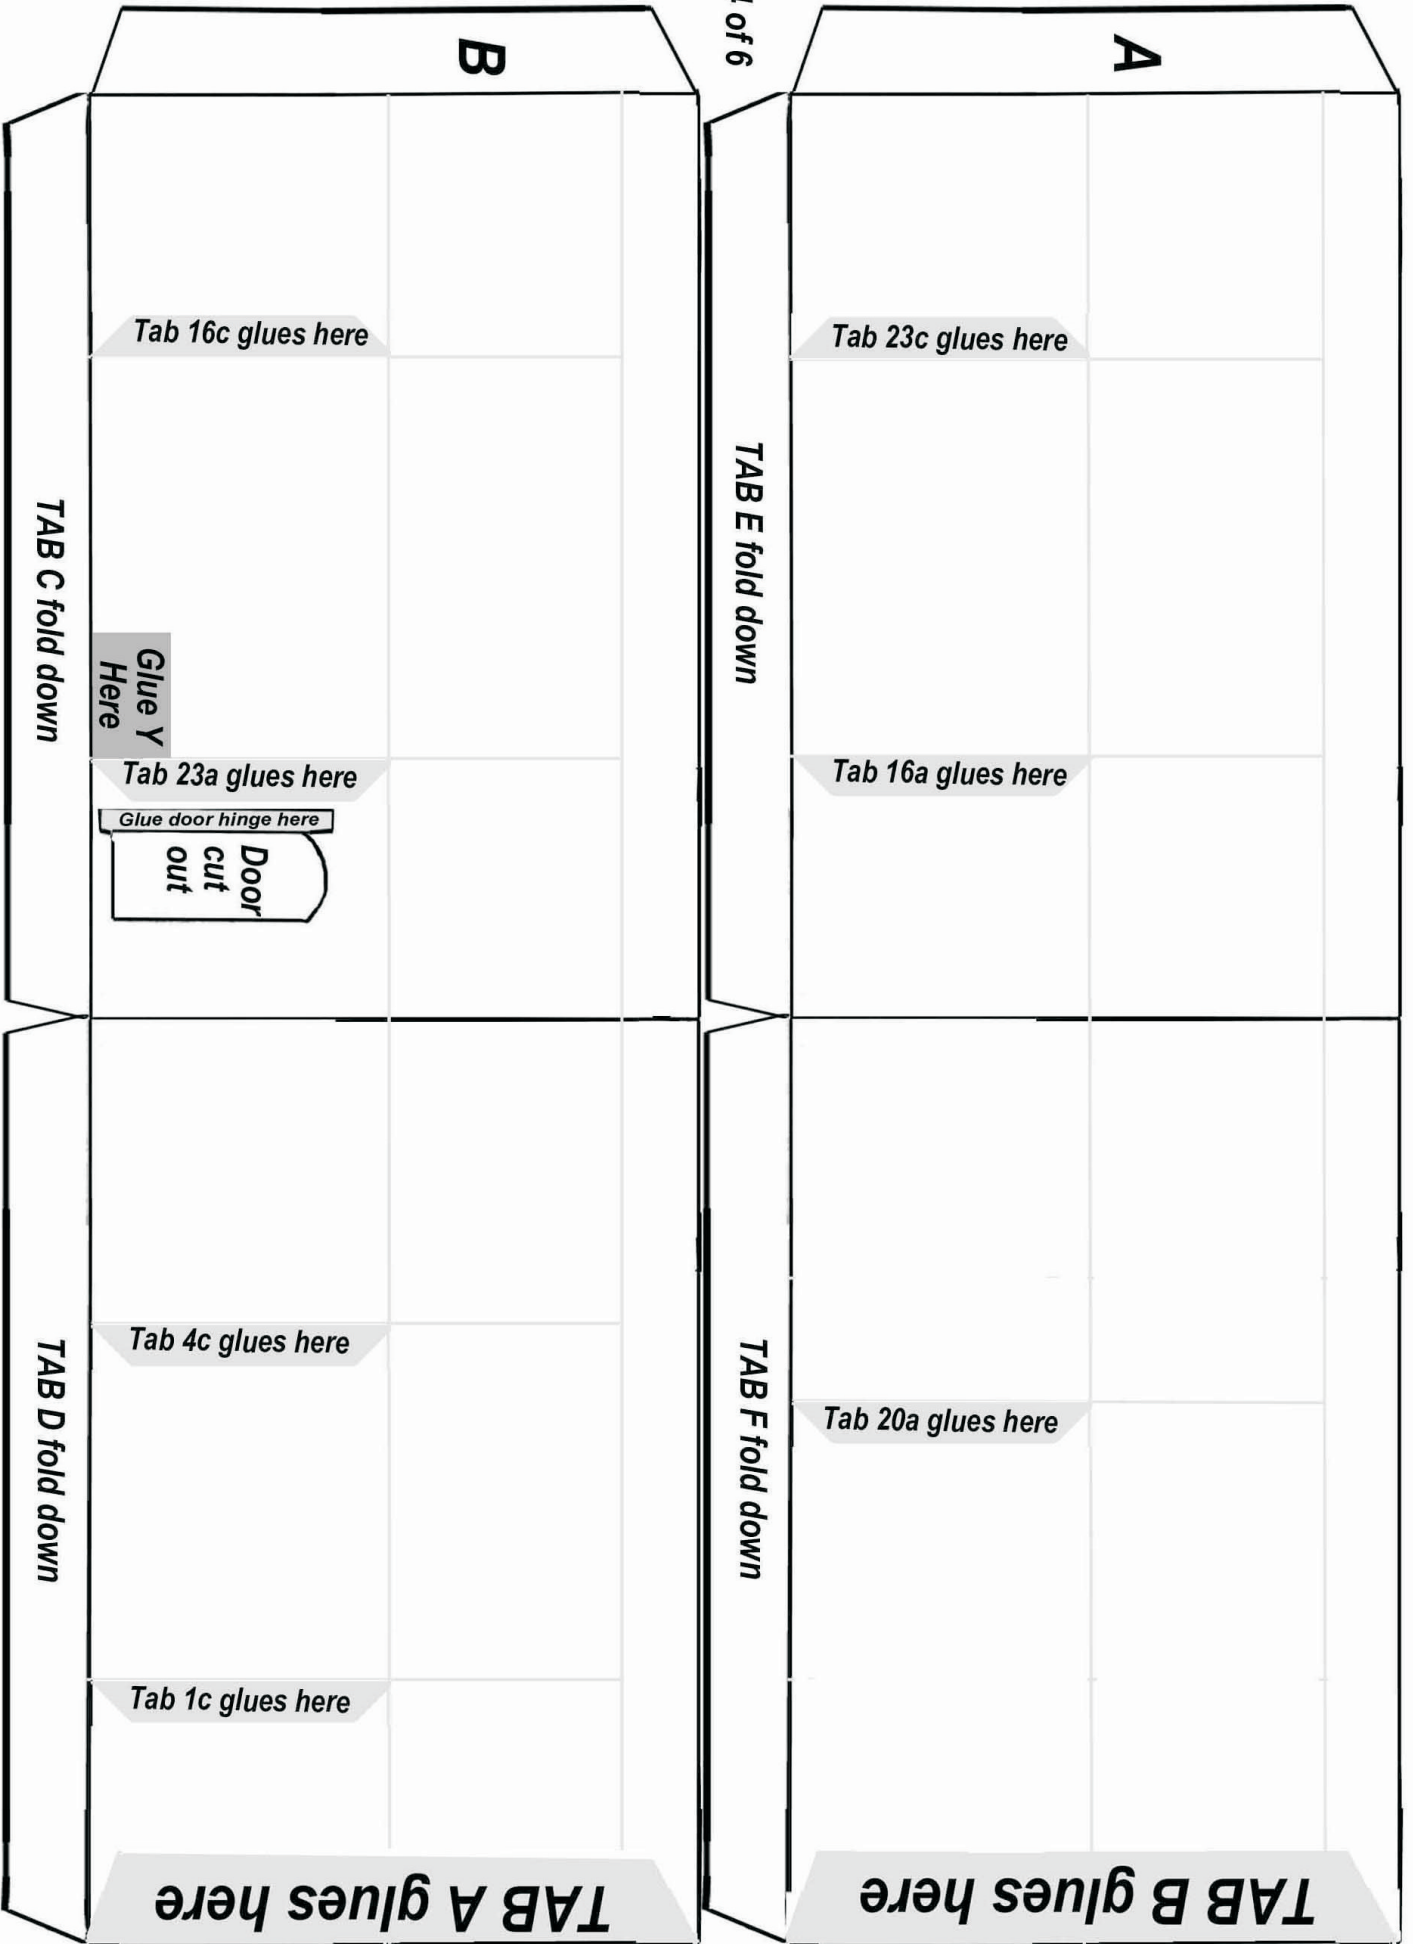 B
of 6
A
Tab 16c glues here
Tab 23c glues here
TAB C fold down
TAB E fold down
Glue Y
Here
Tab 23a glues here
Tab 16a glues here
Glue door hinge here
Door
cut
out
Tab 4c glues here
Tab 20a glues here
TAB D fold down
TAB F fold down
Tab 1c glues here
TAB A glues here
TAB B glues here